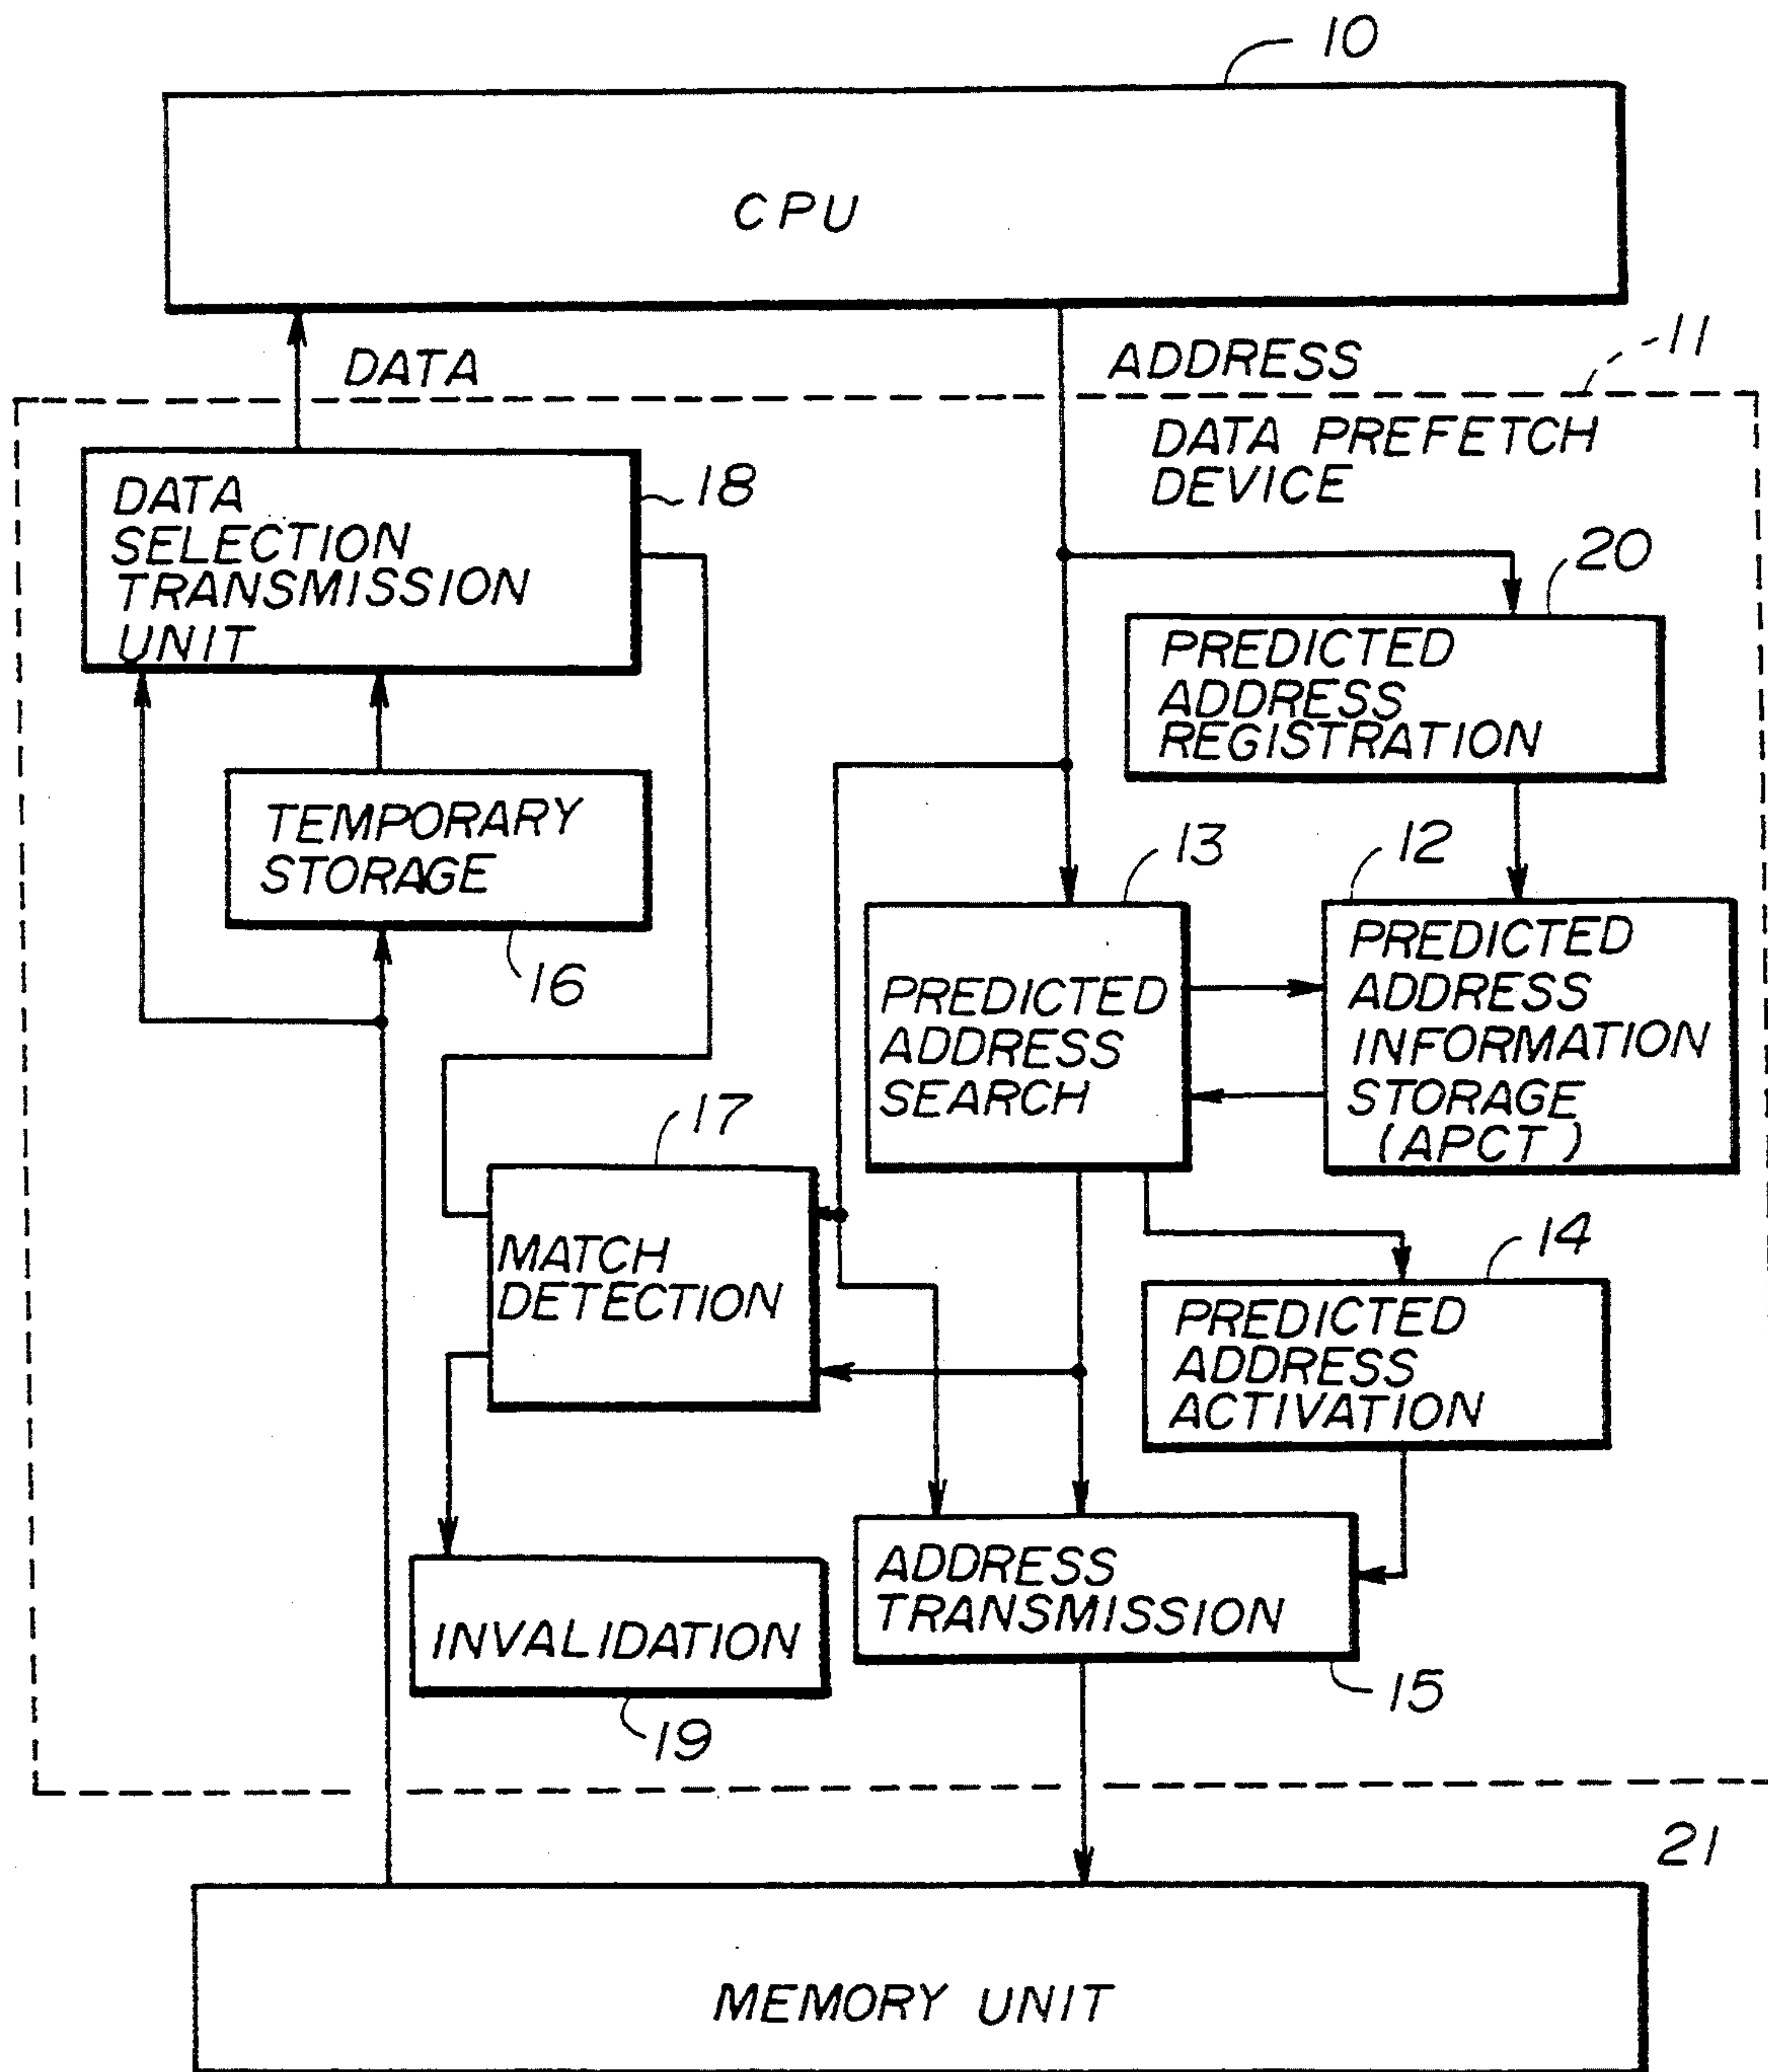 10
CPU
DATA
ADDRESS
11
DATA PREFETCH
DEVICE
DATA
SELECTION
TRANSMISSION
UNIT
18
20
PREDICTED
ADDRESS
REGISTRATION
TEMPORARY
STORAGE
16
13
12
PREDICTED
ADDRESS
SEARCH
PREDICTED
ADDRESS
INFORMATION
STORAGE
(APCT)
17
MATCH
DETECTION
14
PREDICTED
ADDRESS
ACTIVATION
ADDRESS
TRANSMISSION
15
INVALIDATION
19
21
MEMORY UNIT